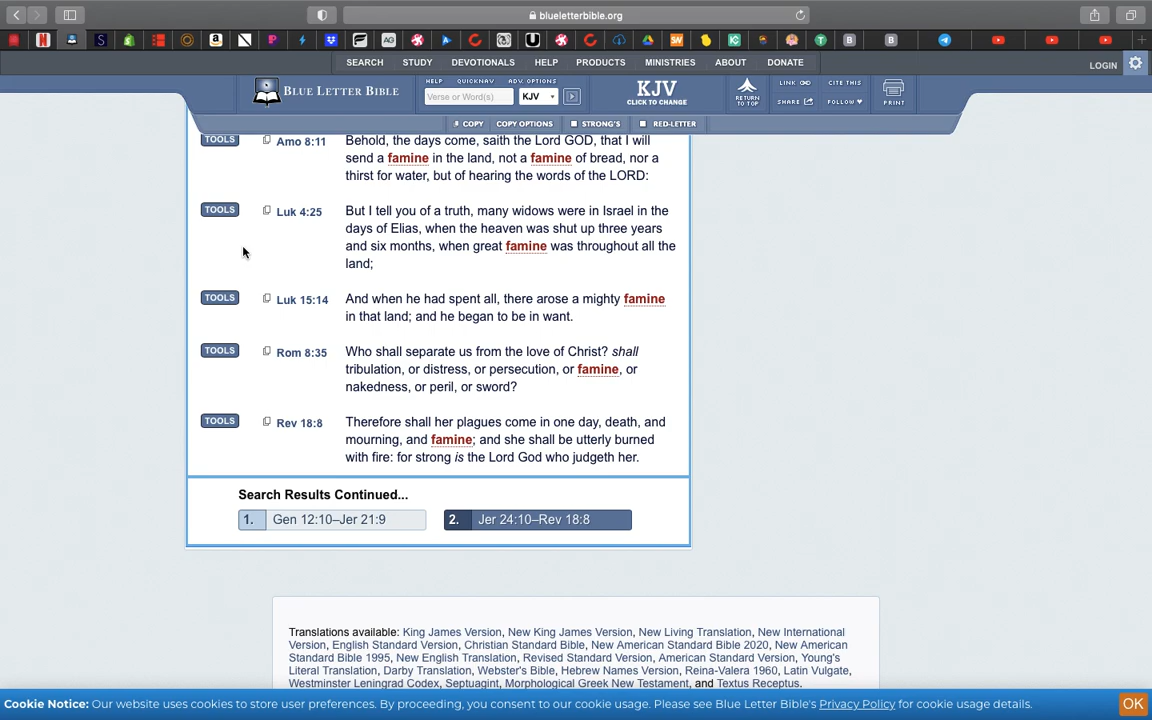 blueletterbible.org
SEARCH STUDY DEVOTIONALS HELP PRODUCTS MINISTRIES ABOUT DONATE LOGIN
HELP QUICKNAV ADV. OPTIONS
BLUE LETTER BIBLE
Verse or Word(s) KJV
KJV
CLICK TO CHANGE
RETURN
TO TOP
LINK CITE THIS
SHARE FOLLOW
PRINT
COPY COPY OPTIONS STRONG'S RED-LETTER
TOOLS Amo 8:11 Behold, the days come, saith the Lord GOD, that I will
send a famine in the land, not a famine of bread, nor a
thirst for water, but of hearing the words of the LORD:
TOOLS Luk 4:25 But I tell you of a truth, many widows were in Israel in the
days of Elias, when the heaven was shut up three years
and six months, when great famine was throughout all the
land;
TOOLS Luk 15:14 And when he had spent all, there arose a mighty famine
in that land; and he began to be in want.
TOOLS Rom 8:35 Who shall separate us from the love of Christ? shall
tribulation, or distress, or persecution, or famine, or
nakedness, or peril, or sword?
TOOLS Rev 18:8 Therefore shall her plagues come in one day, death, and
mourning, and famine; and she shall be utterly burned
with fire: for strong is the Lord God who judgeth her.
Search Results Continued...
1. Gen 12:10–Jer 21:9 2. Jer 24:10–Rev 18:8
Translations available: King James Version, New King James Version, New Living Translation, New International
Version, English Standard Version, Christian Standard Bible, New American Standard Bible 2020, New American
Standard Bible 1995, New English Translation, Revised Standard Version, American Standard Version, Young's
Literal Translation, Darby Translation, Webster's Bible, Hebrew Names Version, Reina-Valera 1960, Latin Vulgate,
Westminster Leningrad Codex, Septuagint, Morphological Greek New Testament, and Textus Receptus.
Cookie Notice: Our website uses cookies to store user preferences. By proceeding, you consent to our cookie usage. Please see Blue Letter Bible's Privacy Policy for cookie usage details. OK